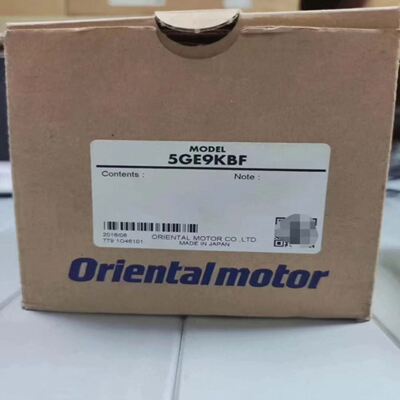 MODEL
5GE9KBF
Contents :
Note :
2018/06
ORIENTAL MOTOR CO.,LTD.
MADE IN JAPAN
Orientalmotor